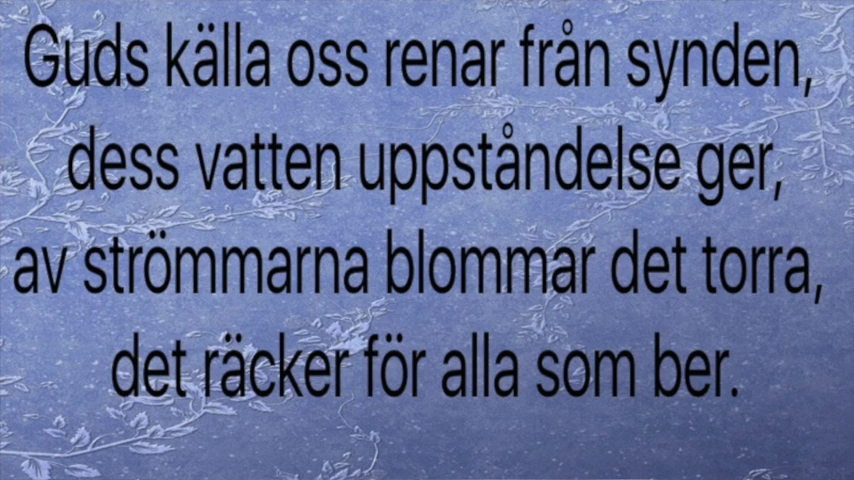 Guds källa oss renar från synden,
dess vatten uppståndelse ger,
av strömmarna blommar det torra,
det räcker för alla som ber.